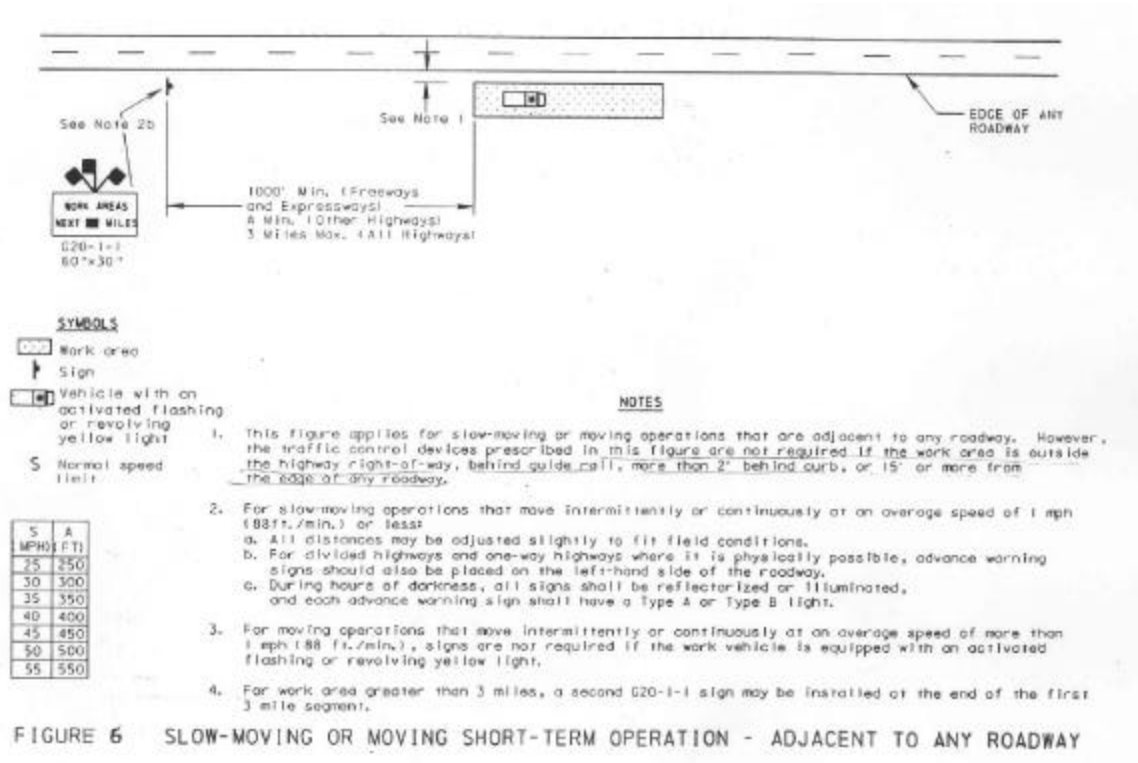 See Note 2b
See Note 1
EDGE OF ANY
ROADWAY
WORK AREAS
NEXT ■ MILES
G20-1-1
60"x30"
1000' Min. (Freeways
and Expressways)
A Min. (Other Highways)
3 Miles Max. (All Highways)
SYMBOLS
Work area
Sign
Vehicle with an
activated flashing
or revolving
yellow light
S Normal speed
limit
S A
(MPH) (FT)
25 250
30 300
35 350
40 400
45 450
50 500
55 550
NOTES
1. This figure applies for slow-moving or moving operations that are adjacent to any roadway. However,
the traffic control devices prescribed in this figure are not required if the work area is outside
the highway right-of-way, behind guide rail, more than 2' behind curb, or 15' or more from
the edge of any roadway.
2. For slow-moving operations that move intermittently or continuously at an average speed of 1 mph
(88ft./min.) or less:
a. All distances may be adjusted slightly to fit field conditions.
b. For divided highways and one-way highways where it is physically possible, advance warning
signs should also be placed on the left-hand side of the roadway.
c. During hours of darkness, all signs shall be reflectorized or illuminated,
and each advance warning sign shall have a Type A or Type B light.
3. For moving operations that move intermittently or continuously at an average speed of more than
1 mph (88 ft./min.), signs are not required if the work vehicle is equipped with an activated
flashing or revolving yellow light.
4. For work area greater than 3 miles, a second G20-1-1 sign may be installed at the end of the first
3 mile segment.
FIGURE 6 SLOW-MOVING OR MOVING SHORT-TERM OPERATION - ADJACENT TO ANY ROADWAY